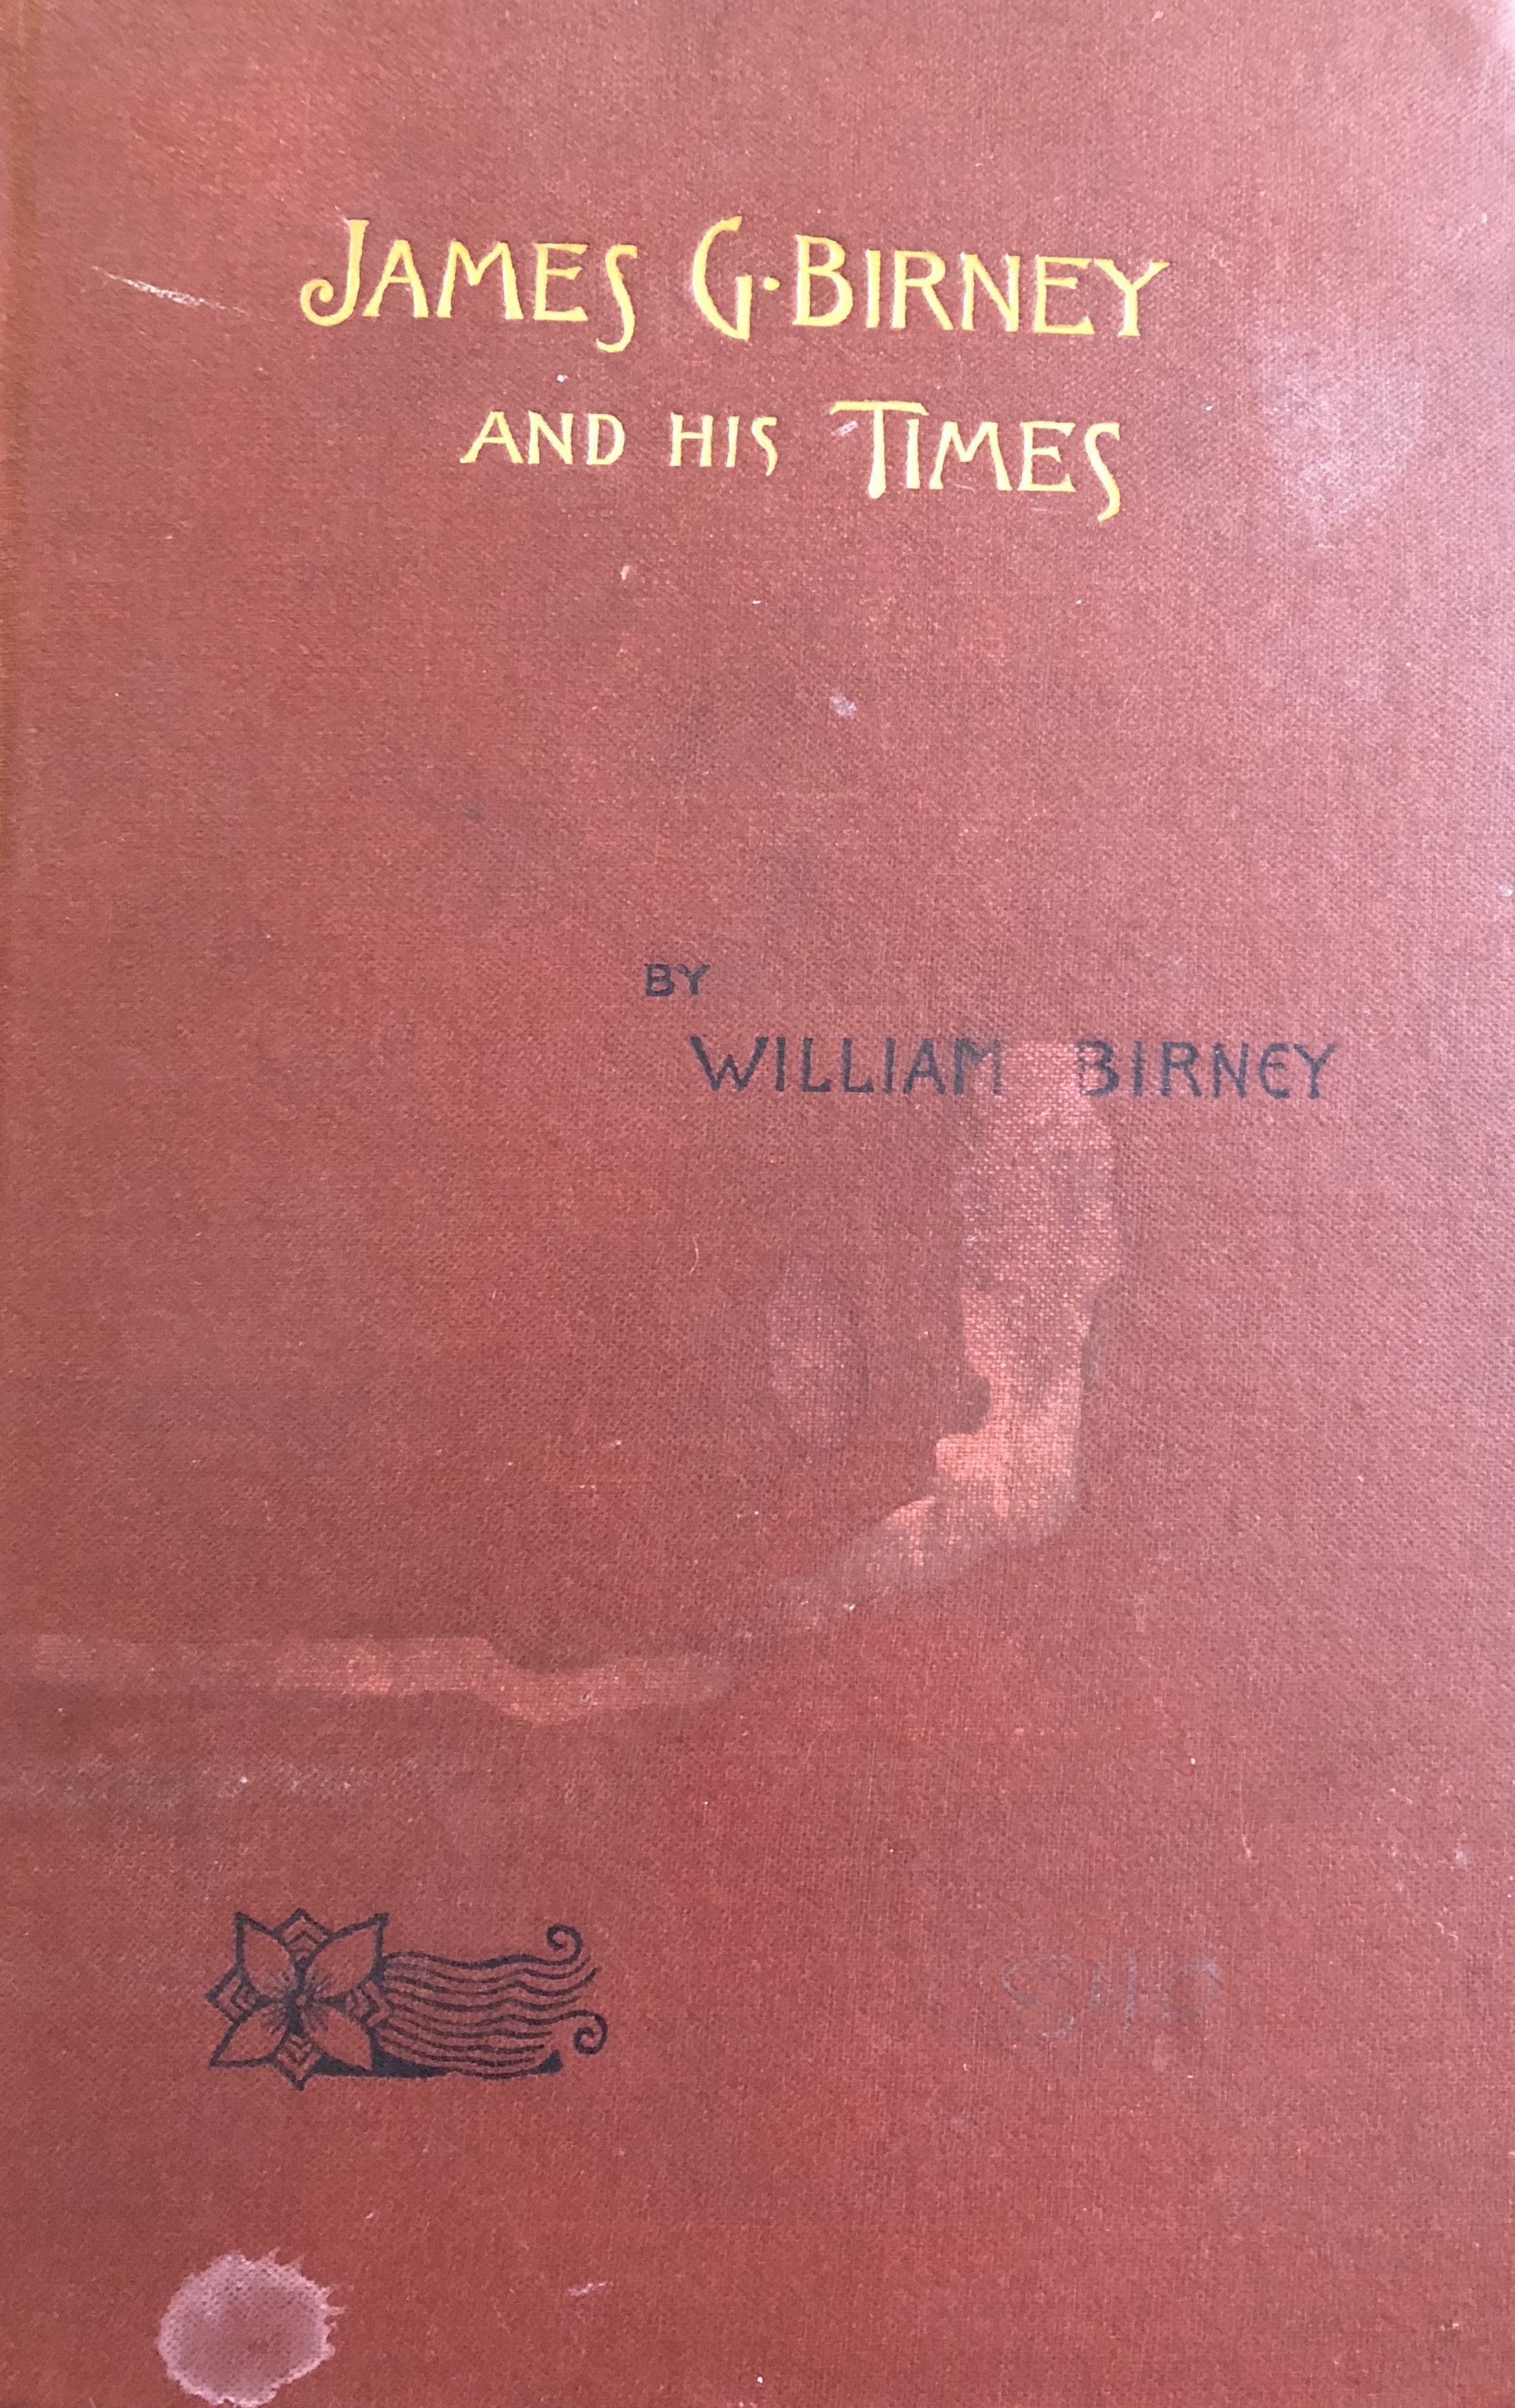 JAMES G. BIRNEY
AND HIS TIMES
BY
WILLIAM BIRNEY